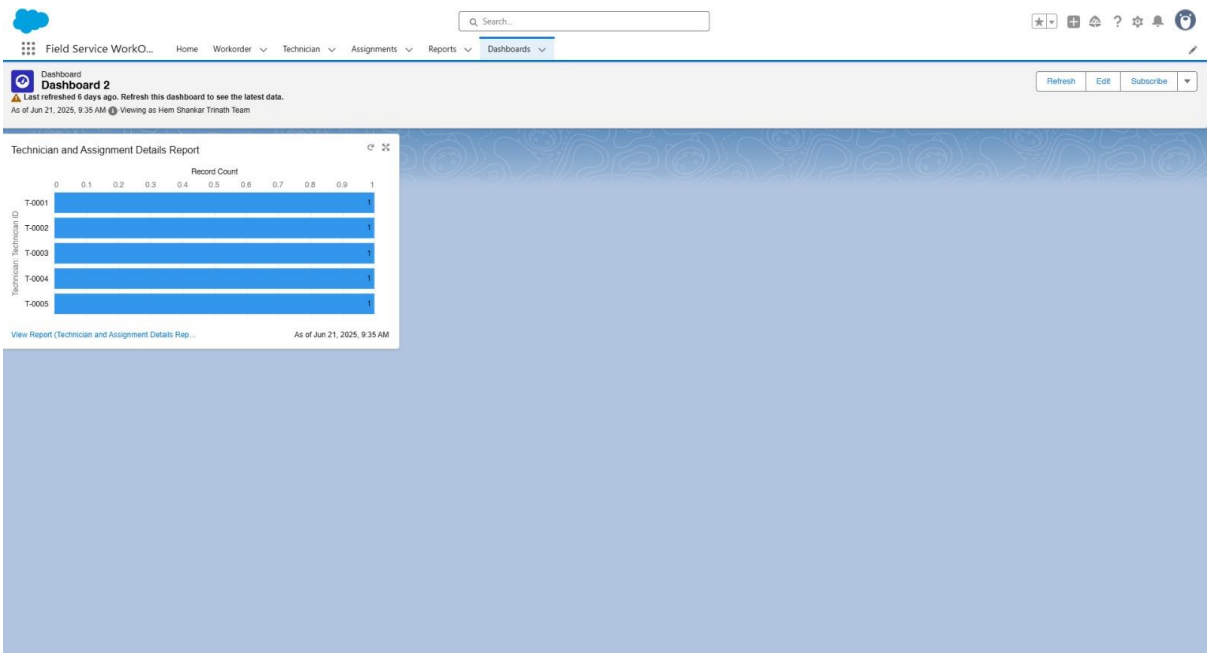 Search...
Field Service WorkO... Home Workorder Technician Assignments Reports Dashboards
Dashboard
Dashboard 2
Last refreshed 6 days ago. Refresh this dashboard to see the latest data.
As of Jun 21, 2025, 9:35 AM Viewing as Hem Shankar Trinath Team
Refresh Edit Subscribe
Technician and Assignment Details Report
Record Count
0 0.1 0.2 0.3 0.4 0.5 0.6 0.7 0.8 0.9 1
Technician: Technician ID
T-0001 1
T-0002 1
T-0003 1
T-0004 1
T-0005 1
View Report (Technician and Assignment Details Rep... As of Jun 21, 2025, 9:35 AM